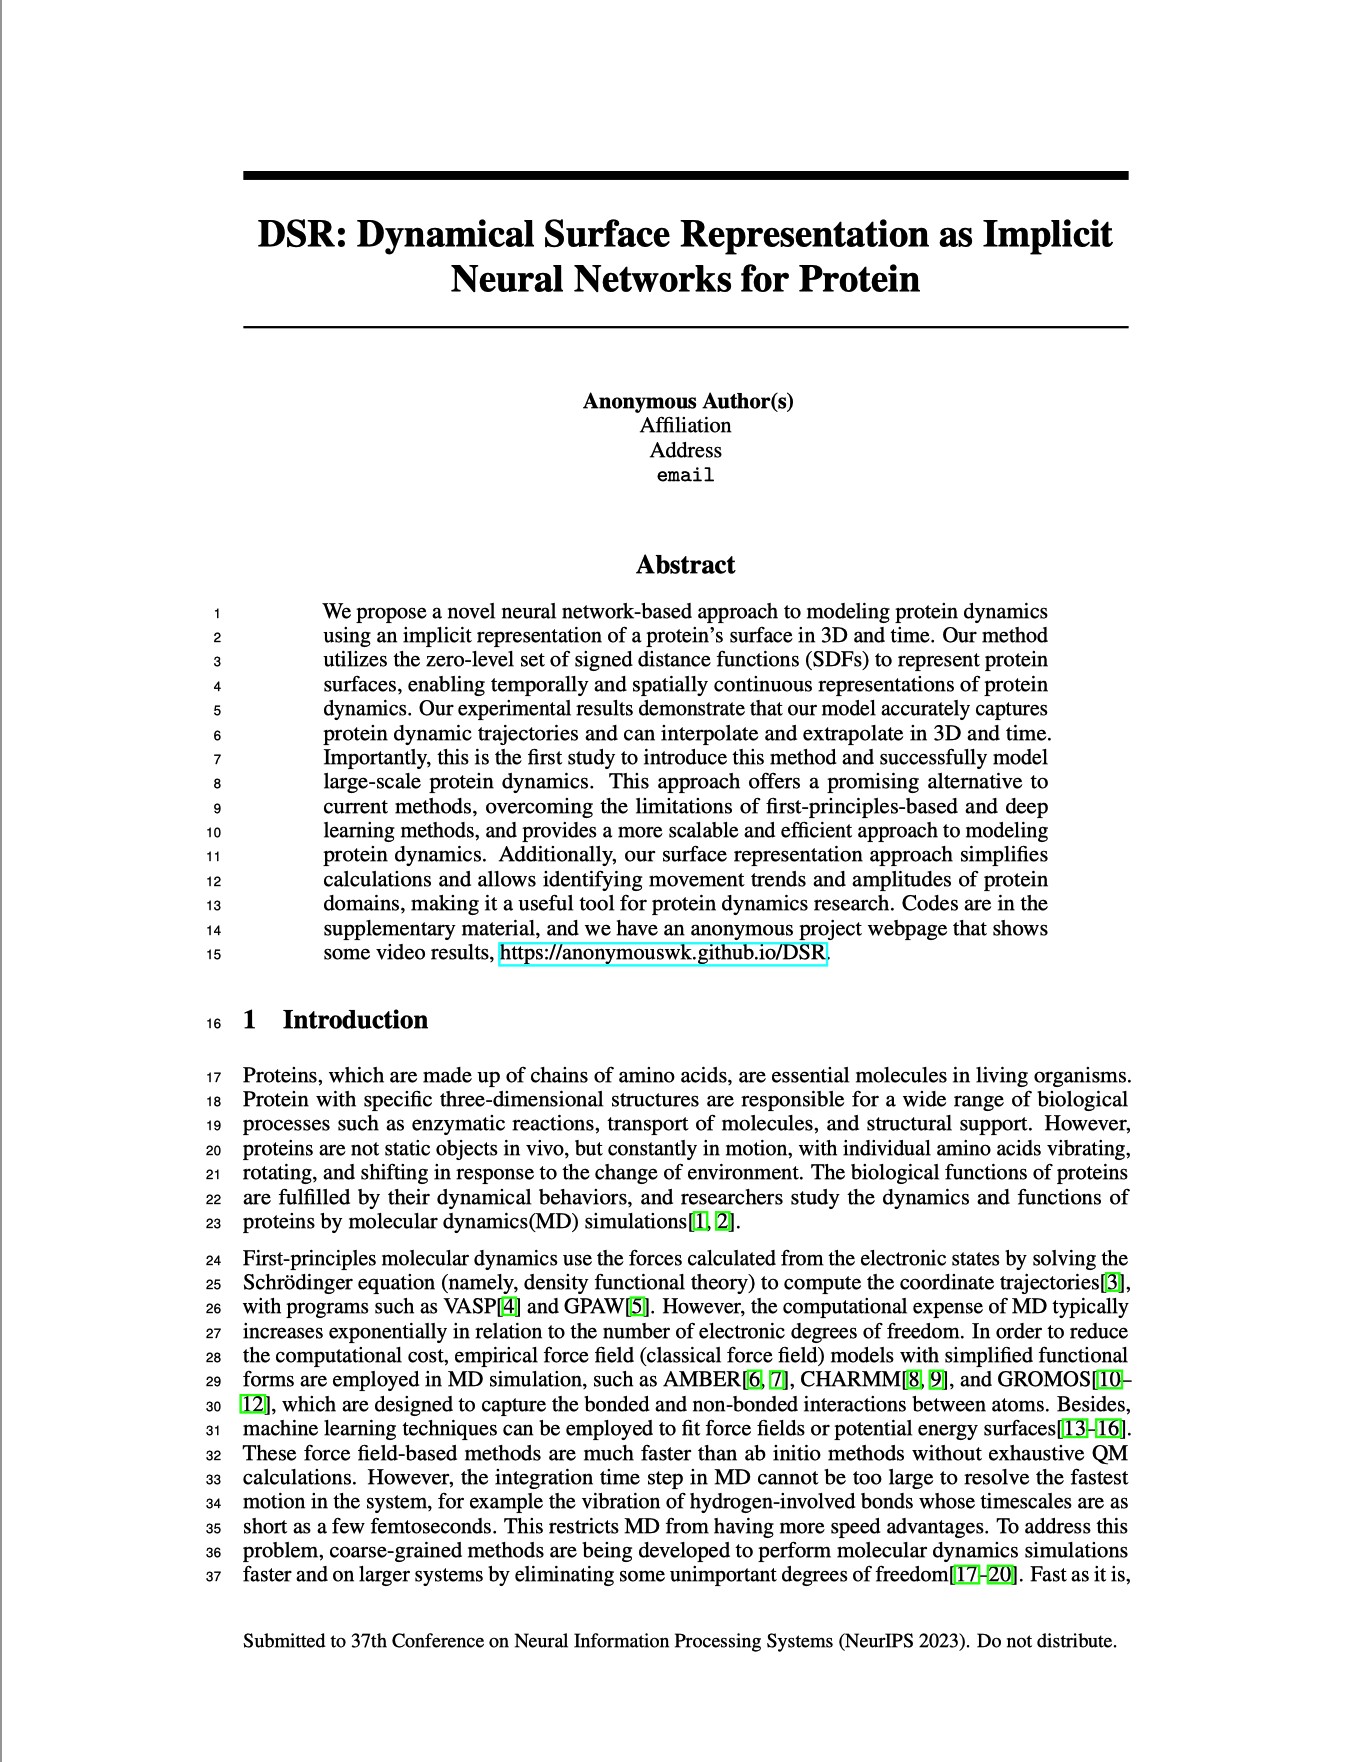 DSR: Dynamical Surface Representation as Implicit
Neural Networks for Protein
Anonymous Author(s)
Affiliation
Address
email
Abstract
1 We propose a novel neural network-based approach to modeling protein dynamics
2 using an implicit representation of a protein's surface in 3D and time. Our method
3 utilizes the zero-level set of signed distance functions (SDFs) to represent protein
4 surfaces, enabling temporally and spatially continuous representations of protein
5 dynamics. Our experimental results demonstrate that our model accurately captures
6 protein dynamic trajectories and can interpolate and extrapolate in 3D and time.
7 Importantly, this is the first study to introduce this method and successfully model
8 large-scale protein dynamics. This approach offers a promising alternative to
9 current methods, overcoming the limitations of first-principles-based and deep
10 learning methods, and provides a more scalable and efficient approach to modeling
11 protein dynamics. Additionally, our surface representation approach simplifies
12 calculations and allows identifying movement trends and amplitudes of protein
13 domains, making it a useful tool for protein dynamics research. Codes are in the
14 supplementary material, and we have an anonymous project webpage that shows
15 some video results, https://anonymouswk.github.io/DSR.
16 1 Introduction
17 Proteins, which are made up of chains of amino acids, are essential molecules in living organisms.
18 Protein with specific three-dimensional structures are responsible for a wide range of biological
19 processes such as enzymatic reactions, transport of molecules, and structural support. However,
20 proteins are not static objects in vivo, but constantly in motion, with individual amino acids vibrating,
21 rotating, and shifting in response to the change of environment. The biological functions of proteins
22 are fulfilled by their dynamical behaviors, and researchers study the dynamics and functions of
23 proteins by molecular dynamics(MD) simulations[1, 2].
24 First-principles molecular dynamics use the forces calculated from the electronic states by solving the
25 Schrödinger equation (namely, density functional theory) to compute the coordinate trajectories[3],
26 with programs such as VASP[4] and GPAW[5]. However, the computational expense of MD typically
27 increases exponentially in relation to the number of electronic degrees of freedom. In order to reduce
28 the computational cost, empirical force field (classical force field) models with simplified functional
29 forms are employed in MD simulation, such as AMBER[6, 7], CHARMM[8, 9], and GROMOS[10–
30 12], which are designed to capture the bonded and non-bonded interactions between atoms. Besides,
31 machine learning techniques can be employed to fit force fields or potential energy surfaces[13–16].
32 These force field-based methods are much faster than ab initio methods without exhaustive QM
33 calculations. However, the integration time step in MD cannot be too large to resolve the fastest
34 motion in the system, for example the vibration of hydrogen-involved bonds whose timescales are as
35 short as a few femtoseconds. This restricts MD from having more speed advantages. To address this
36 problem, coarse-grained methods are being developed to perform molecular dynamics simulations
37 faster and on larger systems by eliminating some unimportant degrees of freedom[17–20]. Fast as it is,
Submitted to 37th Conference on Neural Information Processing Systems (NeurIPS 2023). Do not distribute.